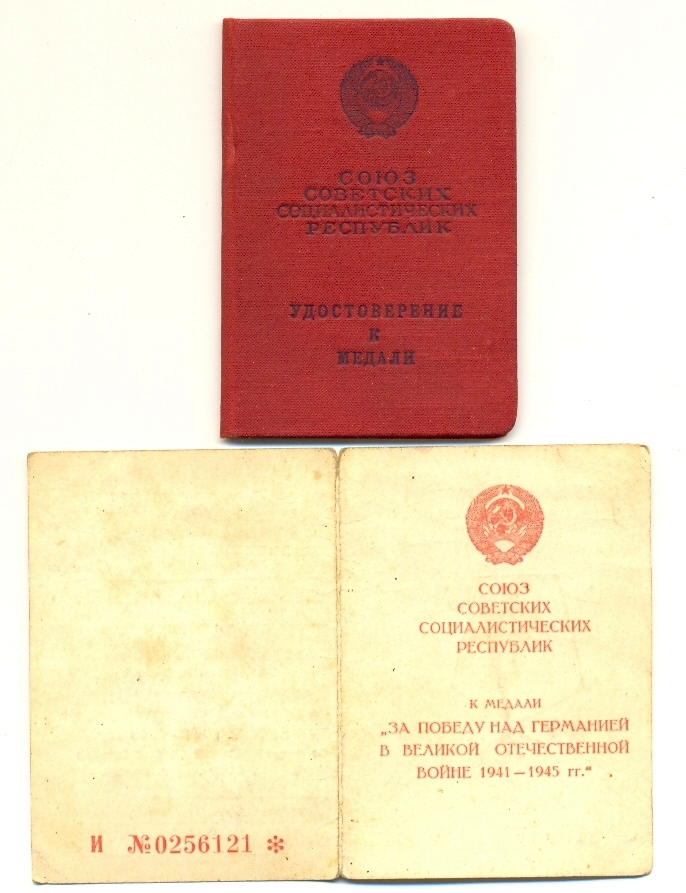 СОЮЗ
СОВЕТСКИХ
СОЦИАЛИСТИЧЕСКИХ
РЕСПУБЛИК
УДОСТОВЕРЕНИЕ
К
МЕДАЛИ
СОЮЗ
СОВЕТСКИХ
СОЦИАЛИСТИЧЕСКИХ
РЕСПУБЛИК
К МЕДАЛИ
„ЗА ПОБЕДУ НАД ГЕРМАНИЕЙ
В ВЕЛИКОЙ ОТЕЧЕСТВЕННОЙ
ВОЙНЕ 1941—1945 гг.“
И №0256121 *